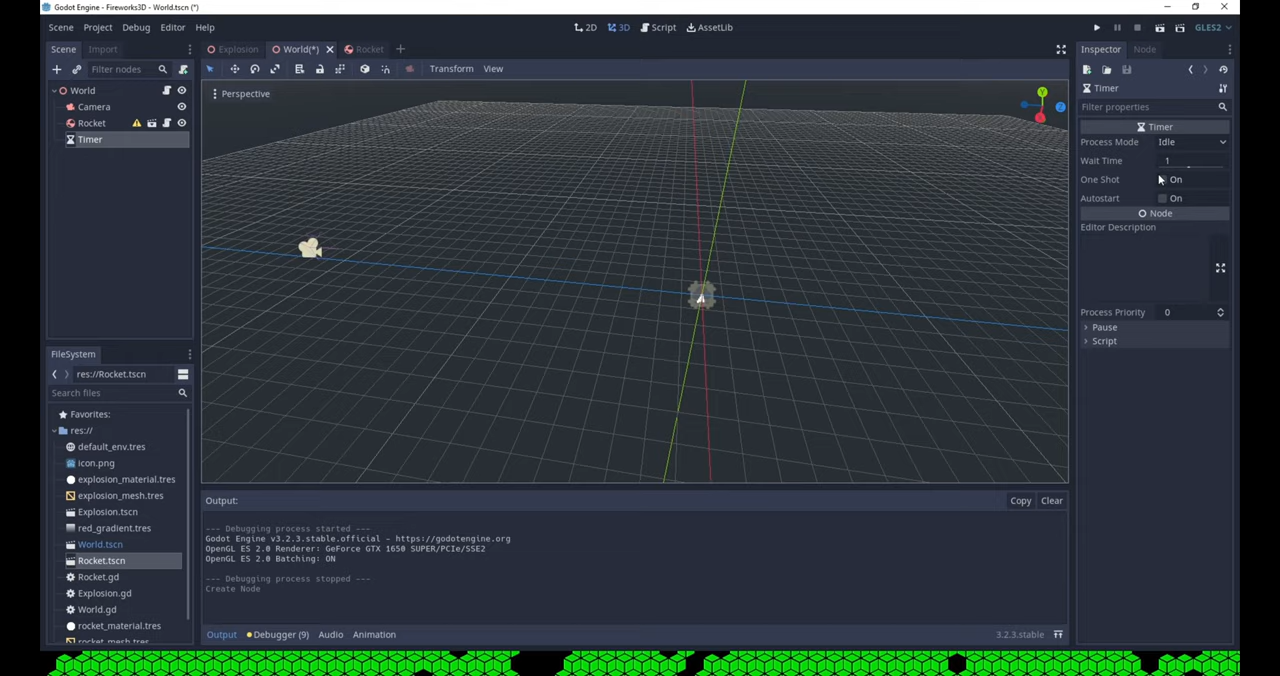 Godot Engine - Fireworks3D - World.tscn (*)
Scene Project Debug Editor Help
2D 3D Script AssetLib
GLES2
Scene Import
Explosion World(*) Rocket
Inspector Node
Filter nodes
Transform View
World
Camera
Rocket
Timer
Perspective
Y
Z
Timer
Filter properties
Timer
Process Mode Idle
Wait Time 1
One Shot On
Autostart On
Node
Editor Description
Process Priority 0
Pause
Script
FileSystem
res://Rocket.tscn
Search files
Favorites:
res://
default_env.tres
icon.png
explosion_material.tres
explosion_mesh.tres
Explosion.tscn
red_gradient.tres
World.tscn
Rocket.tscn
Rocket.gd
Explosion.gd
World.gd
rocket_material.tres
rocket_mesh.tres
Output:
Copy Clear
--- Debugging process started ---
Godot Engine v3.2.3.stable.official - https://godotengine.org
OpenGL ES 2.0 Renderer: GeForce GTX 1650 SUPER/PCIe/SSE2
OpenGL ES 2.0 Batching: ON
--- Debugging process stopped ---
Create Node
Output Debugger (9) Audio Animation
3.2.3.stable